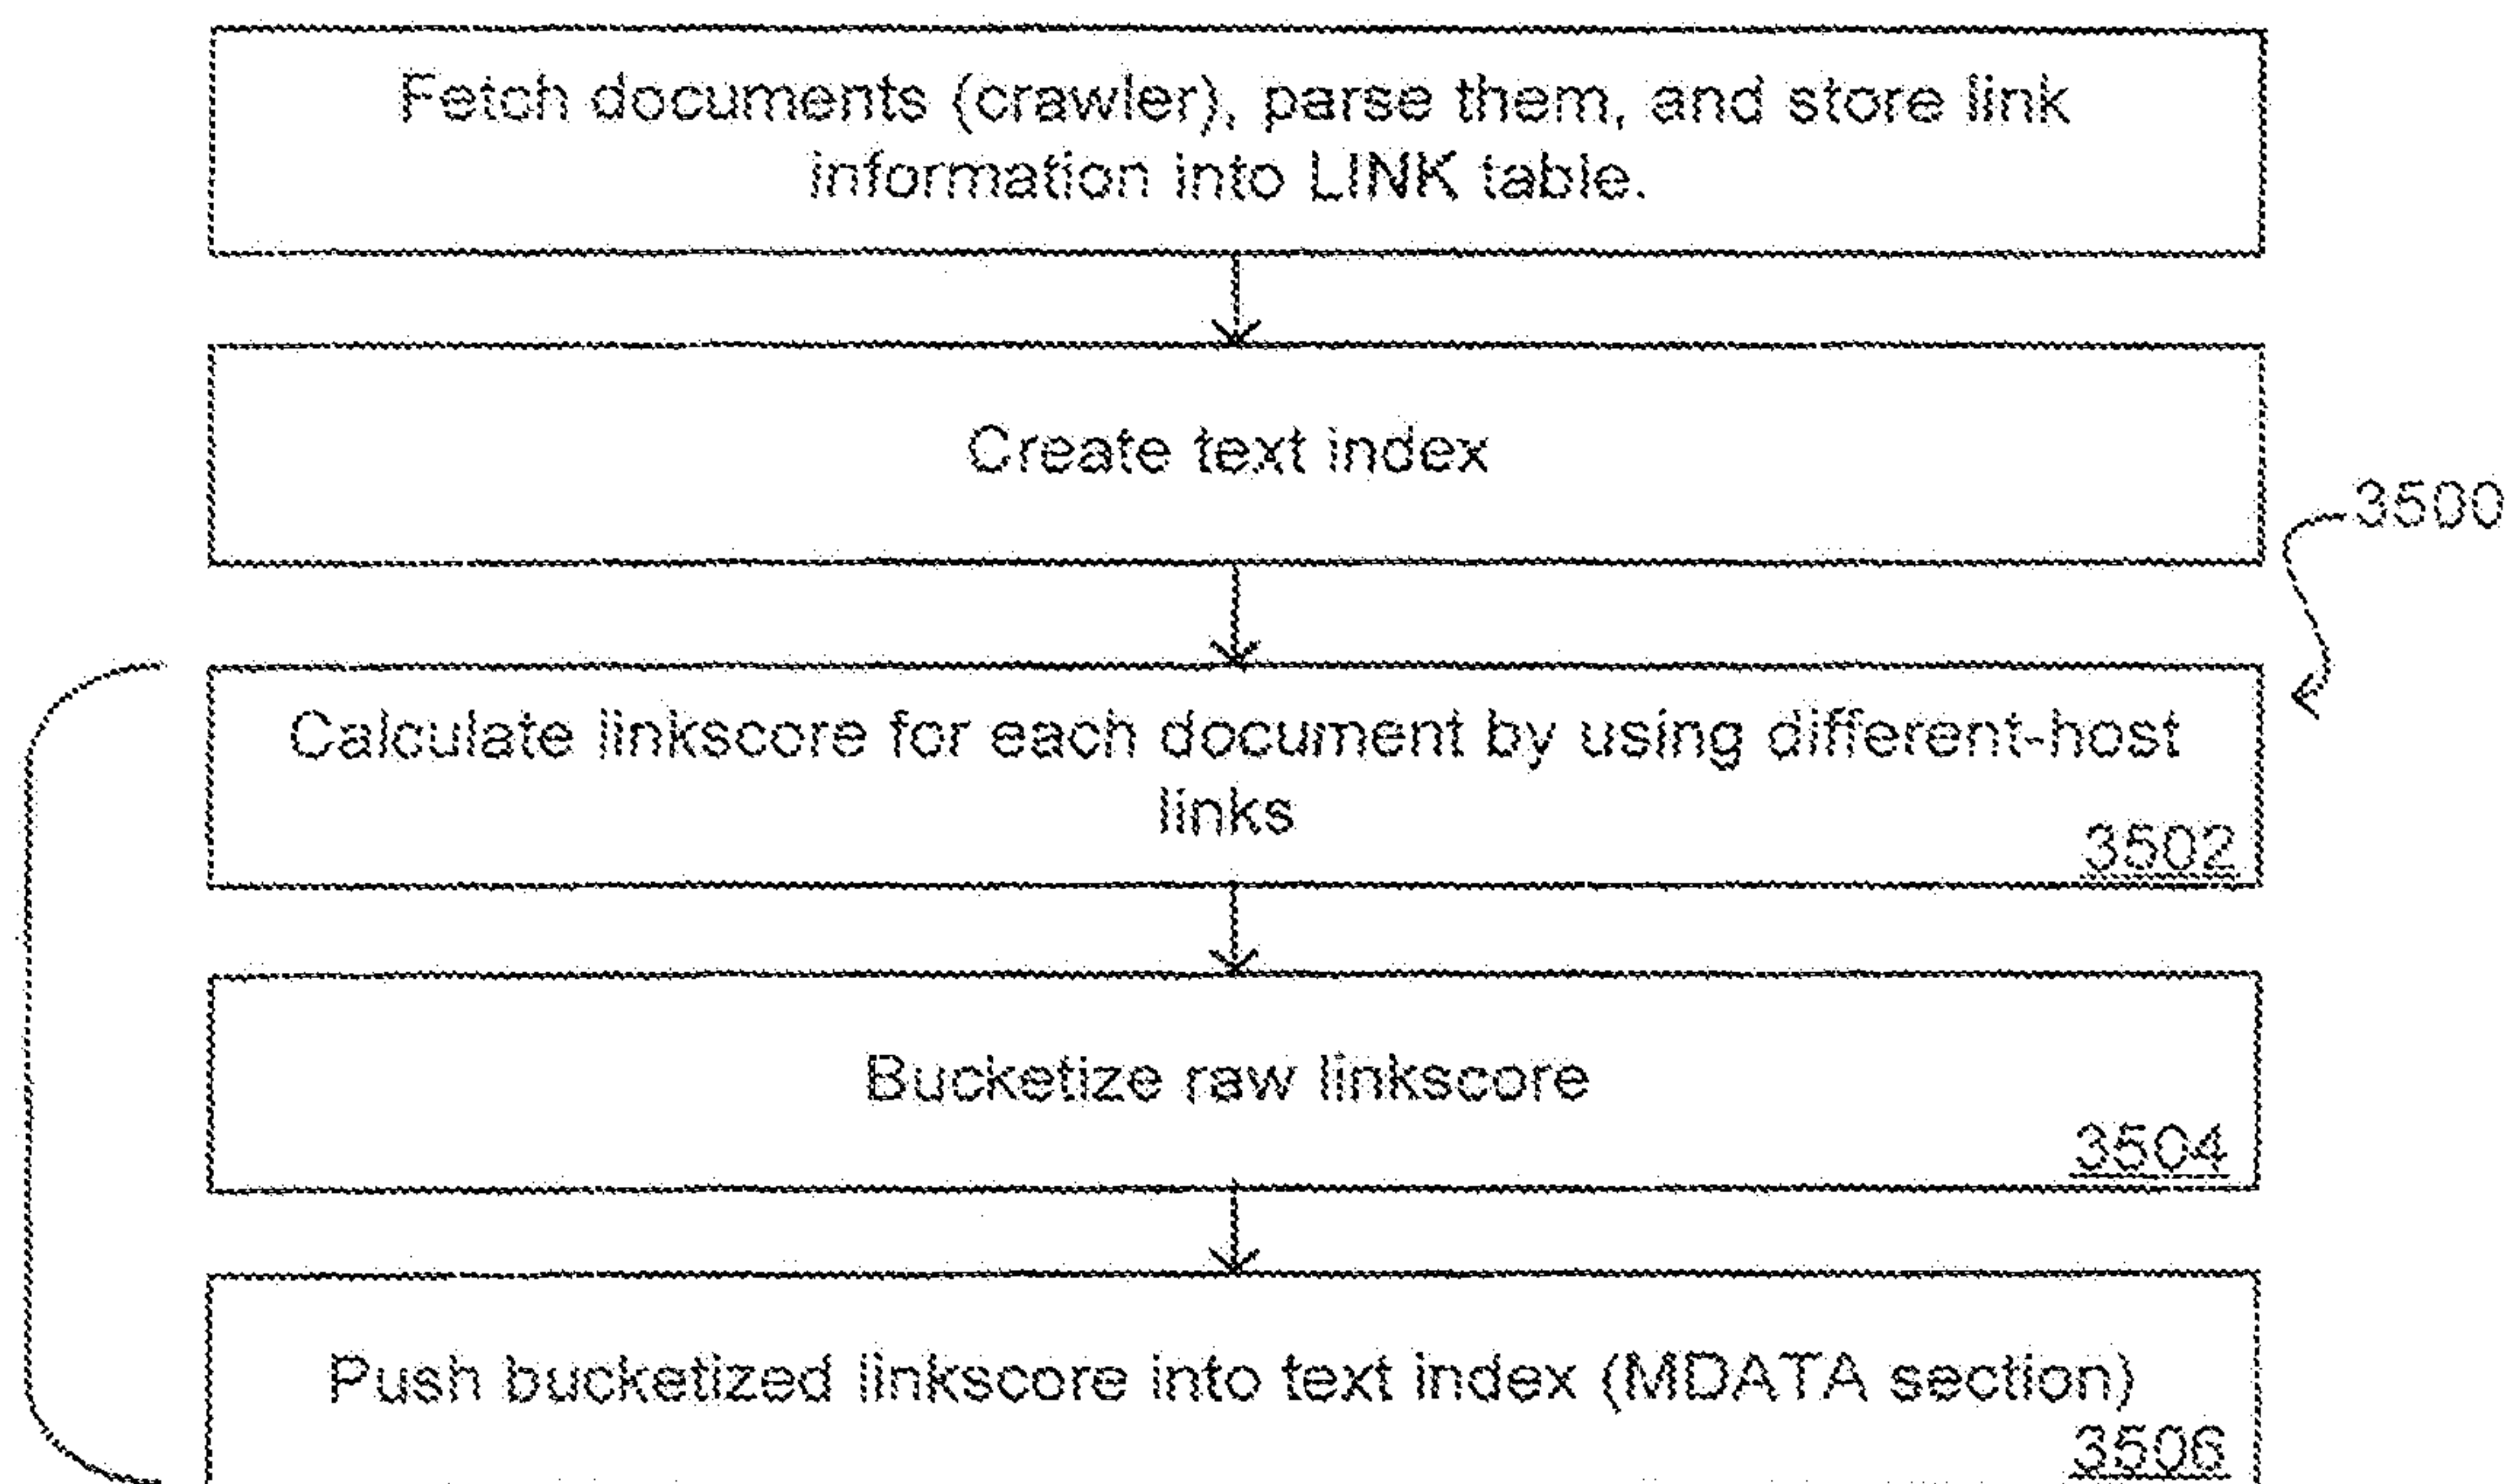 Fetch documents (crawler), parse them, and store link
information into LINK table.
Create text index
3500
Calculate linkscore for each document by using different-host
links
3502
Bucketize raw linkscore
3504
Push bucketized linkscore into text index (MDATA section)
3506